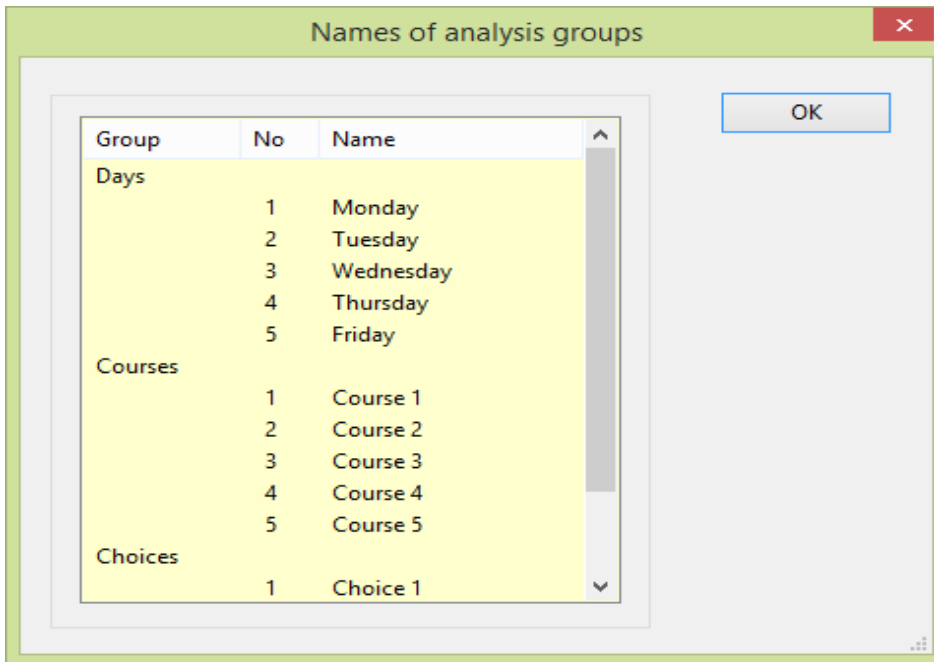 Names of analysis groups
OK
Group No Name
Days
1 Monday
2 Tuesday
3 Wednesday
4 Thursday
5 Friday
Courses
1 Course 1
2 Course 2
3 Course 3
4 Course 4
5 Course 5
Choices
1 Choice 1